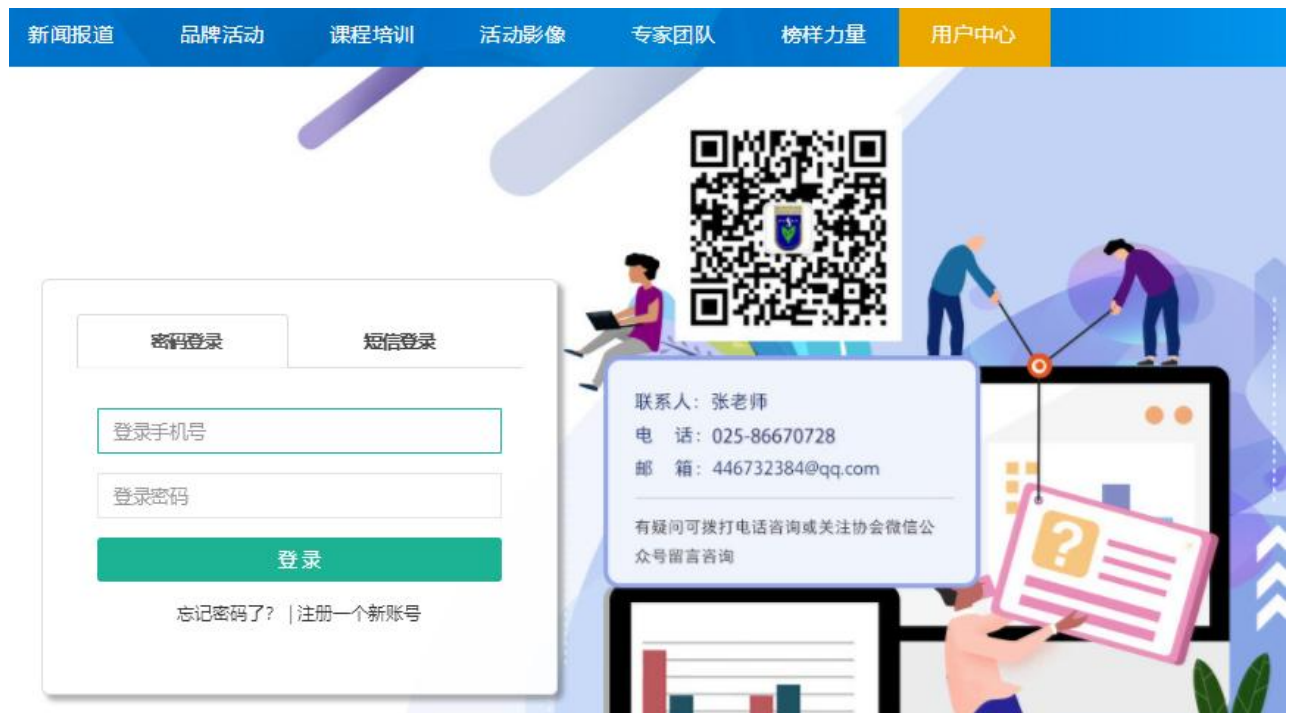 新闻报道 品牌活动 课程培训 活动影像 专家团队 榜样力量 用户中心
密码登录 短信登录
登录手机号
登录密码
登录
忘记密码了? | 注册一个新账号
联系人：张老师
电 话：025-86670728
邮 箱：446732384@qq.com
有疑问可拨打电话咨询或关注协会微信公
众号留言咨询
?